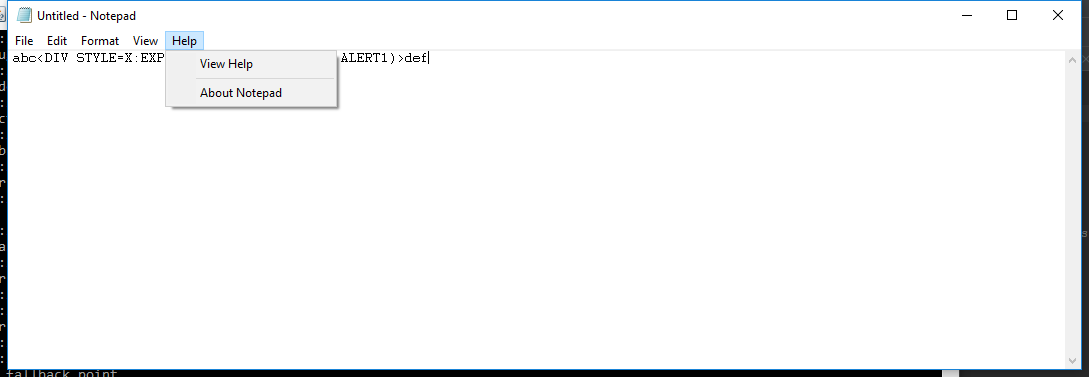 Untitled - Notepad
File Edit Format View Help
abc<DIV STYLE=X:EXP ALERT1)>def
View Help
About Notepad
fallback point